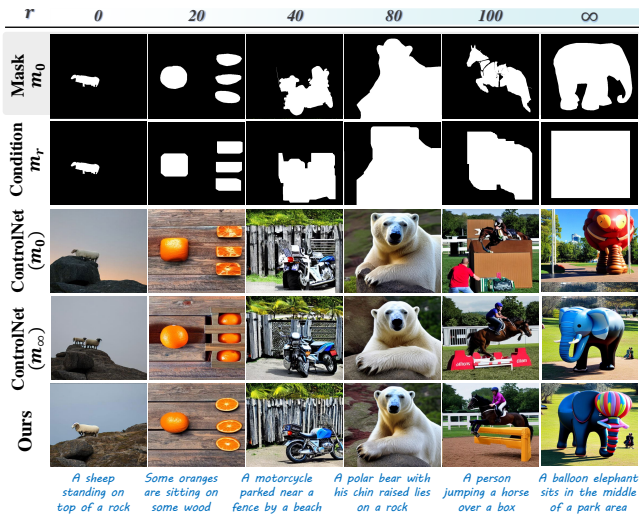 r 0 20 40 80 100 ∞
Mask
m₀
Condition
mᵣ
ControlNet
(m₀)
ControlNet
(m∞)
Ours
A sheep
standing on
top of a rock
Some oranges
are sitting on
some wood
A motorcycle
parked near a
fence by a beach
A polar bear with
his chin raised lies
on a rock
A person
jumping a horse
over a box
A balloon elephant
sits in the middle
of a park area